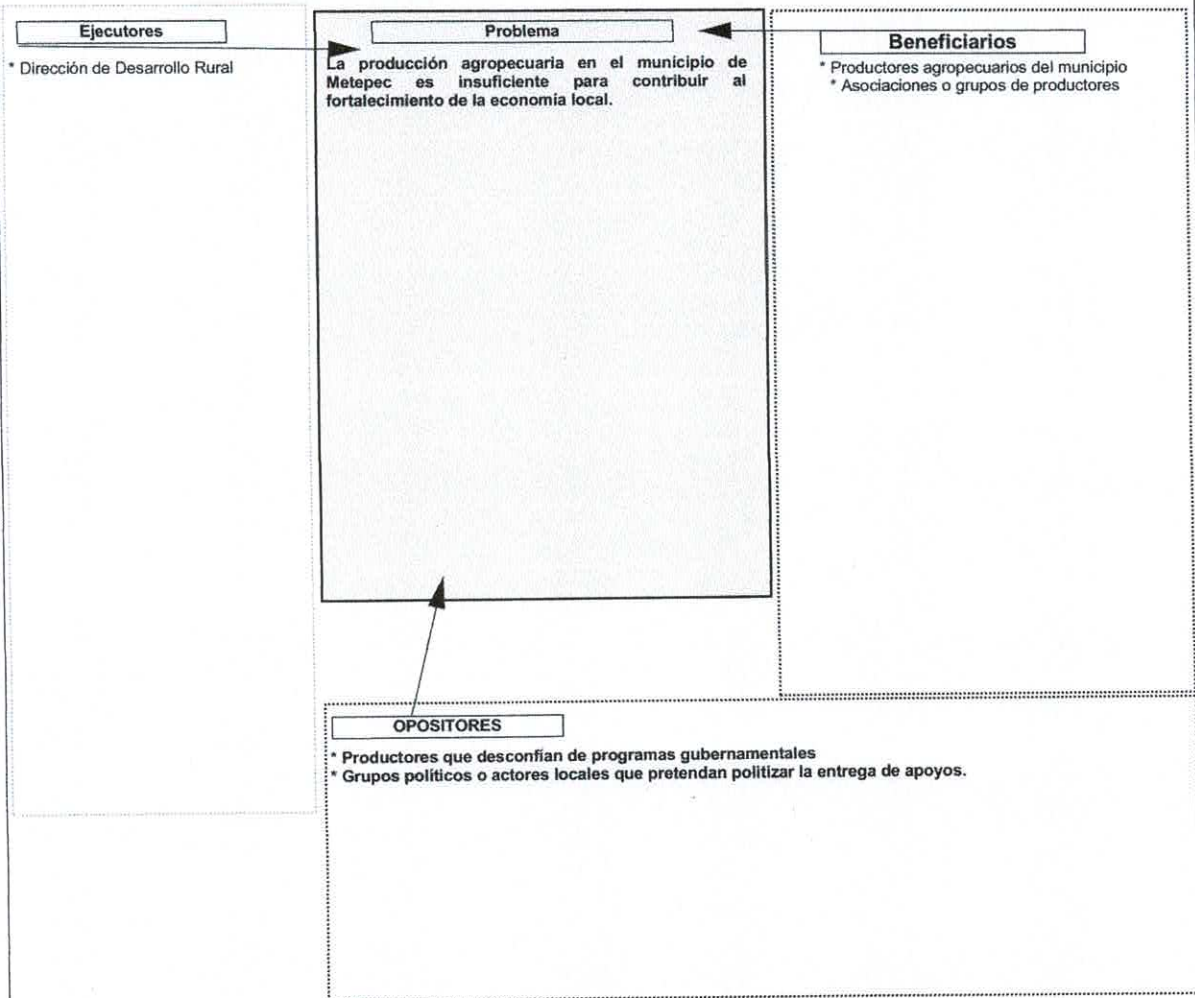 Ejecutores
* Dirección de Desarrollo Rural
Problema
La producción agropecuaria en el municipio de
Metepec es insuficiente para contribuir al
fortalecimiento de la economía local.
Beneficiarios
* Productores agropecuarios del municipio
* Asociaciones o grupos de productores
OPOSITORES
* Productores que desconfían de programas gubernamentales
* Grupos políticos o actores locales que pretendan politizar la entrega de apoyos.